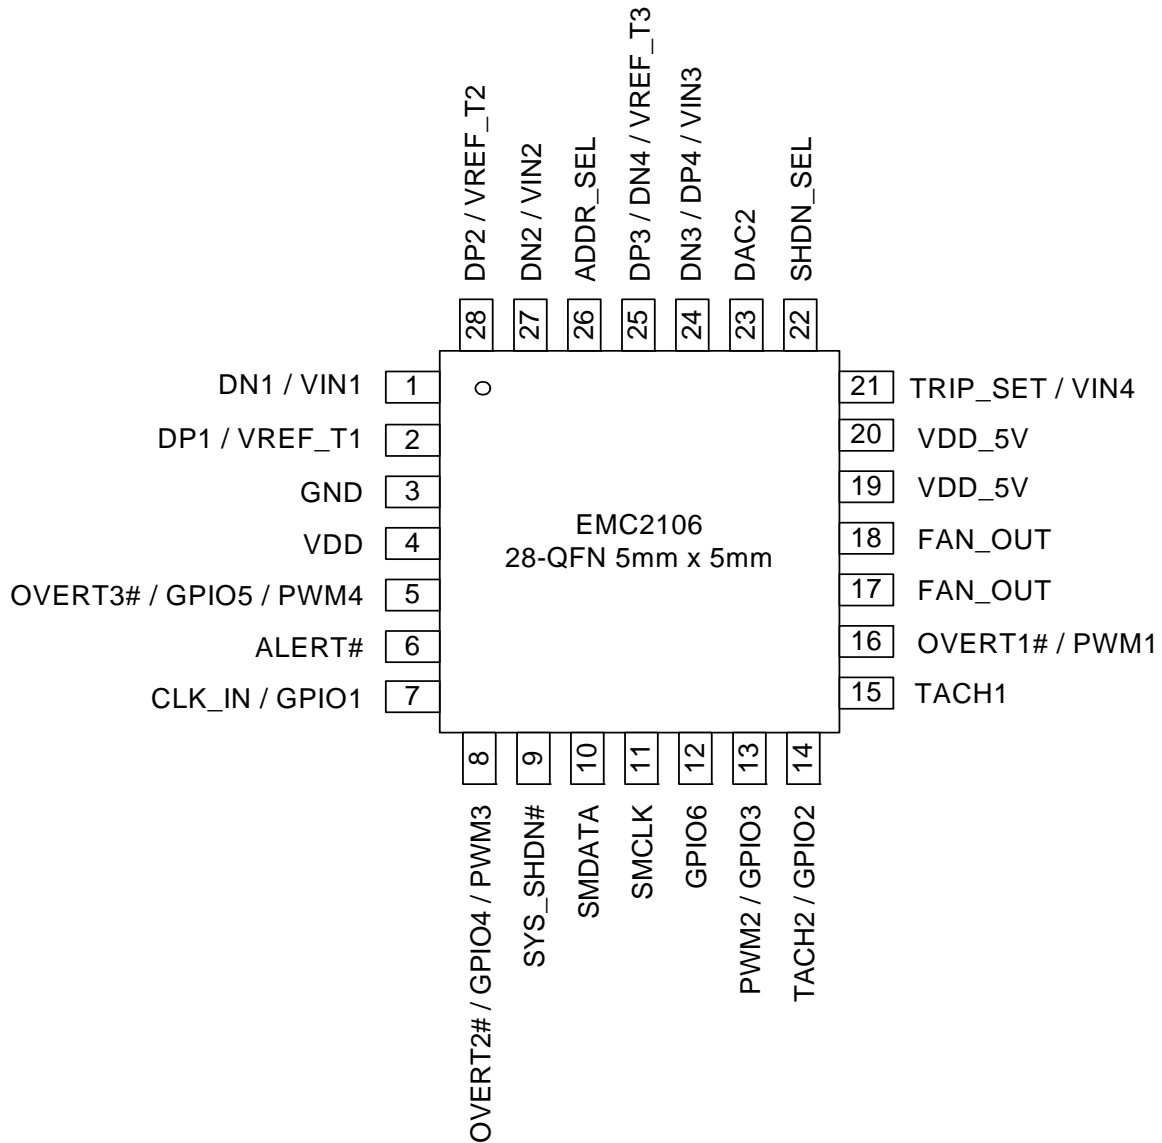 DP2 / VREF_T2
DN2 / VIN2
ADDR_SEL
DP3 / DN4 / VREF_T3
DN3 / DP4 / VIN3
DAC2
SHDN_SEL
28
27
26
25
24
23
22
DN1 / VIN1
1
DP1 / VREF_T1
2
GND
3
VDD
4
OVERT3# / GPIO5 / PWM4
5
ALERT#
6
CLK_IN / GPIO1
7
EMC2106
28-QFN 5mm x 5mm
21
TRIP_SET / VIN4
20
VDD_5V
19
VDD_5V
18
FAN_OUT
17
FAN_OUT
16
OVERT1# / PWM1
15
TACH1
8
9
10
11
12
13
14
OVERT2# / GPIO4 / PWM3
SYS_SHDN#
SMDATA
SMCLK
GPIO6
PWM2 / GPIO3
TACH2 / GPIO2